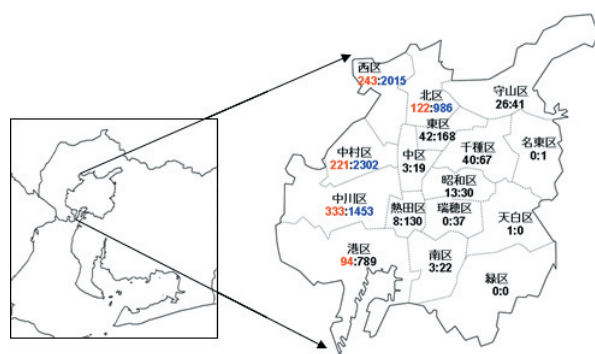 西区
243:2015
北区
122:986
守山区
26:41
東区
42:168
千種区
40:67
名東区
0:1
中村区
221:2302
中区
3:19
昭和区
13:30
中川区
333:1453
熱田区
8:130
瑞穂区
0:37
天白区
1:0
港区
94:789
南区
3:22
緑区
0:0